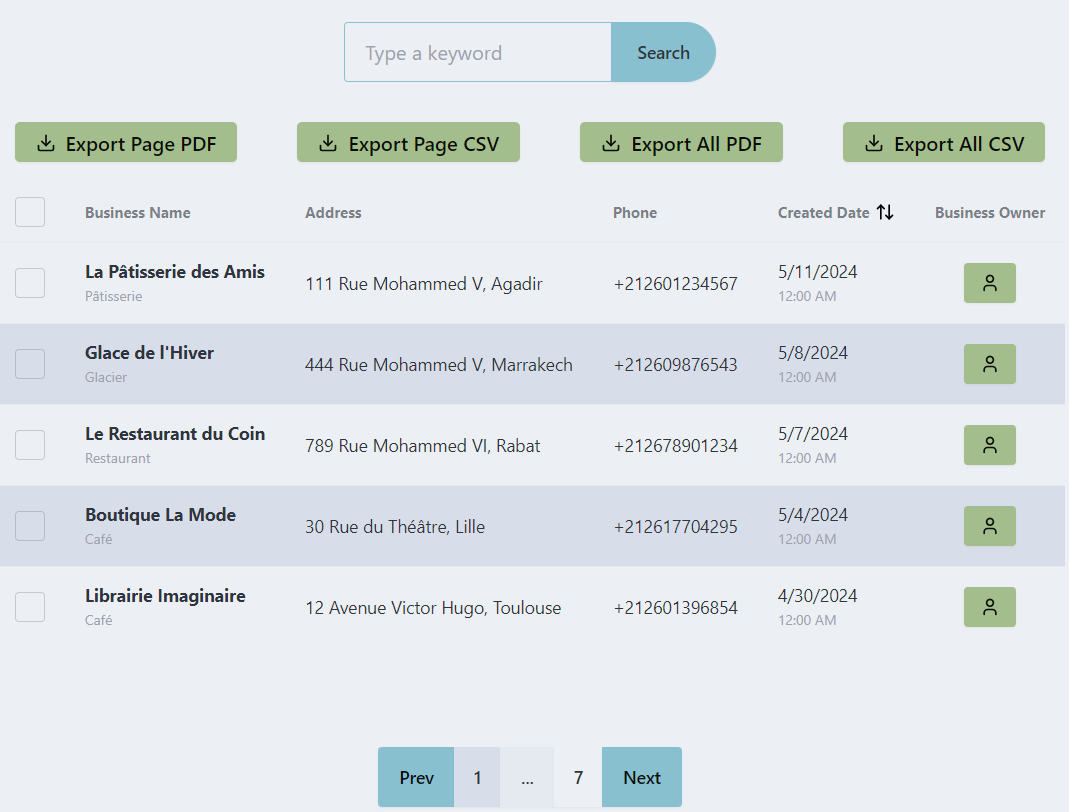 Type a keyword Search
Export Page PDF Export Page CSV Export All PDF Export All CSV
Business Name Address Phone Created Date Business Owner
La Pâtisserie des Amis 111 Rue Mohammed V, Agadir +212601234567 5/11/2024
Pâtisserie 12:00 AM
Glace de l'Hiver 444 Rue Mohammed V, Marrakech +212609876543 5/8/2024
Glacier 12:00 AM
Le Restaurant du Coin 789 Rue Mohammed VI, Rabat +212678901234 5/7/2024
Restaurant 12:00 AM
Boutique La Mode 30 Rue du Théâtre, Lille +212617704295 5/4/2024
Café 12:00 AM
Librairie Imaginaire 12 Avenue Victor Hugo, Toulouse +212601396854 4/30/2024
Café 12:00 AM
Prev 1 ... 7 Next